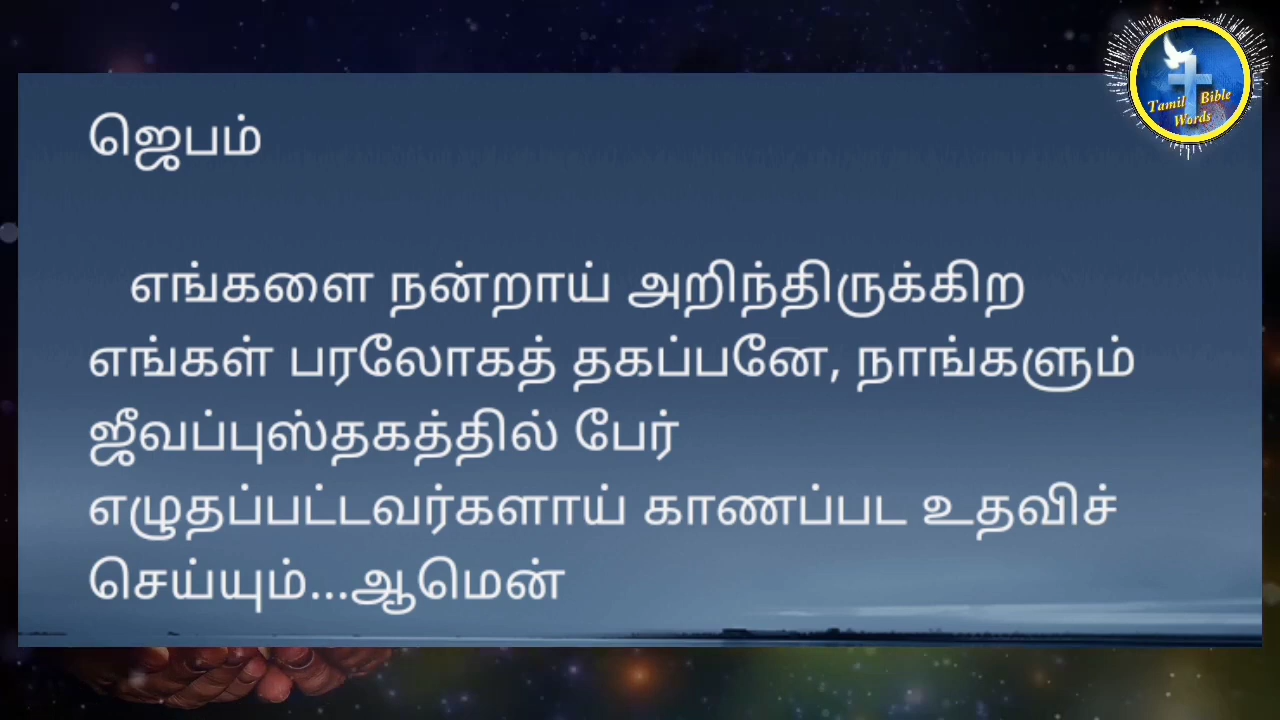 Tamil Bible
Words
ஜெபம்
எங்களை நன்றாய் அறிந்திருக்கிற
எங்கள் பரலோகத் தகப்பனே, நாங்களும்
ஜீவப்புஸ்தகத்தில் பேர்
எழுதப்பட்டவர்களாய் காணப்பட உதவிச்
செய்யும்...ஆமென்